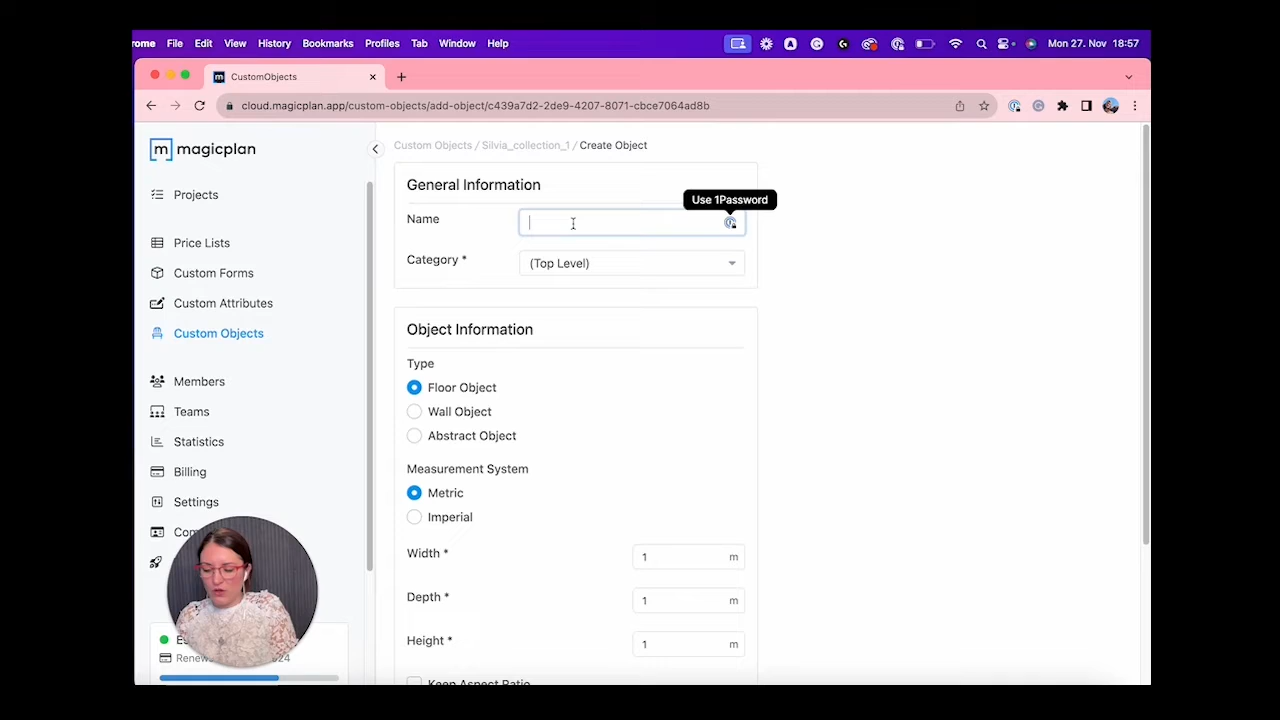 rome File Edit View History Bookmarks Profiles Tab Window Help Mon 27. Nov 18:57
m CustomObjects
cloud.magicplan.app/custom-objects/add-object/c439a7d2-2de9-4207-8071-cbce7064ad8b
m magicplan
Custom Objects / Silvia_collection_1 / Create Object
General Information
Use 1Password
Name
Category * (Top Level)
Projects
Price Lists
Custom Forms
Custom Attributes
Custom Objects
Members
Teams
Statistics
Billing
Settings
Object Information
Type
Floor Object
Wall Object
Abstract Object
Measurement System
Metric
Imperial
Width * 1 m
Depth * 1 m
Height * 1 m
Keep Aspect Ratio